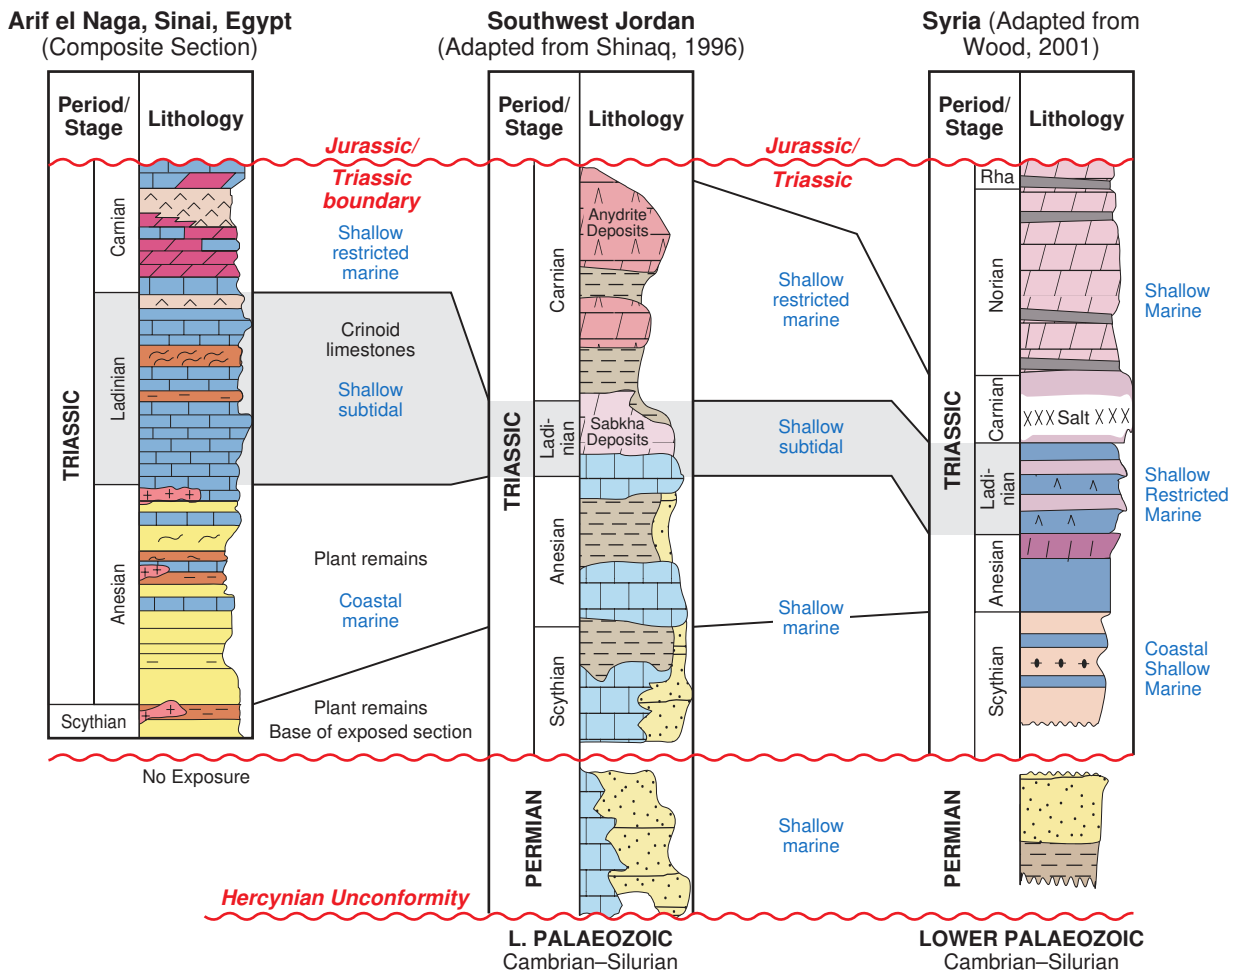 Arif el Naga, Sinai, Egypt
(Composite Section)
Southwest Jordan
(Adapted from Shinaq, 1996)
Syria (Adapted from
Wood, 2001)
Period/
Stage
Lithology
Period/
Stage
Lithology
Period/
Stage
Lithology
Jurassic/
Triassic
boundary
Jurassic/
Triassic
TRIASSIC
Carnian
Ladinian
Anesian
Scythian
Shallow
restricted
marine
Crinoid
limestones
Shallow
subtidal
Plant remains
Coastal
marine
Plant remains
Base of exposed section
No Exposure
TRIASSIC
Carnian
Ladi-
nian
Anesian
Scythian
PERMIAN
Anydrite
Deposits
Sabkha
Deposits
Shallow
restricted
marine
Shallow
subtidal
Shallow
marine
Shallow
marine
TRIASSIC
Rha
Norian
Carnian
Ladi-
nian
Anesian
Scythian
PERMIAN
XXX Salt XXX
Shallow
Marine
Shallow
Restricted
Marine
Coastal
Shallow
Marine
Hercynian Unconformity
L. PALAEOZOIC
Cambrian–Silurian
LOWER PALAEOZOIC
Cambrian–Silurian